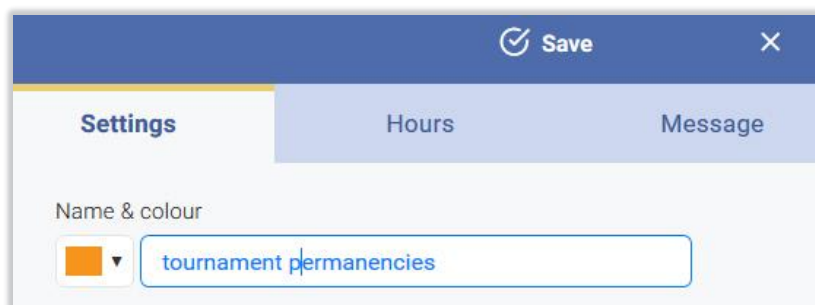 Save
Settings Hours Message
Name & colour
tournament permanencies